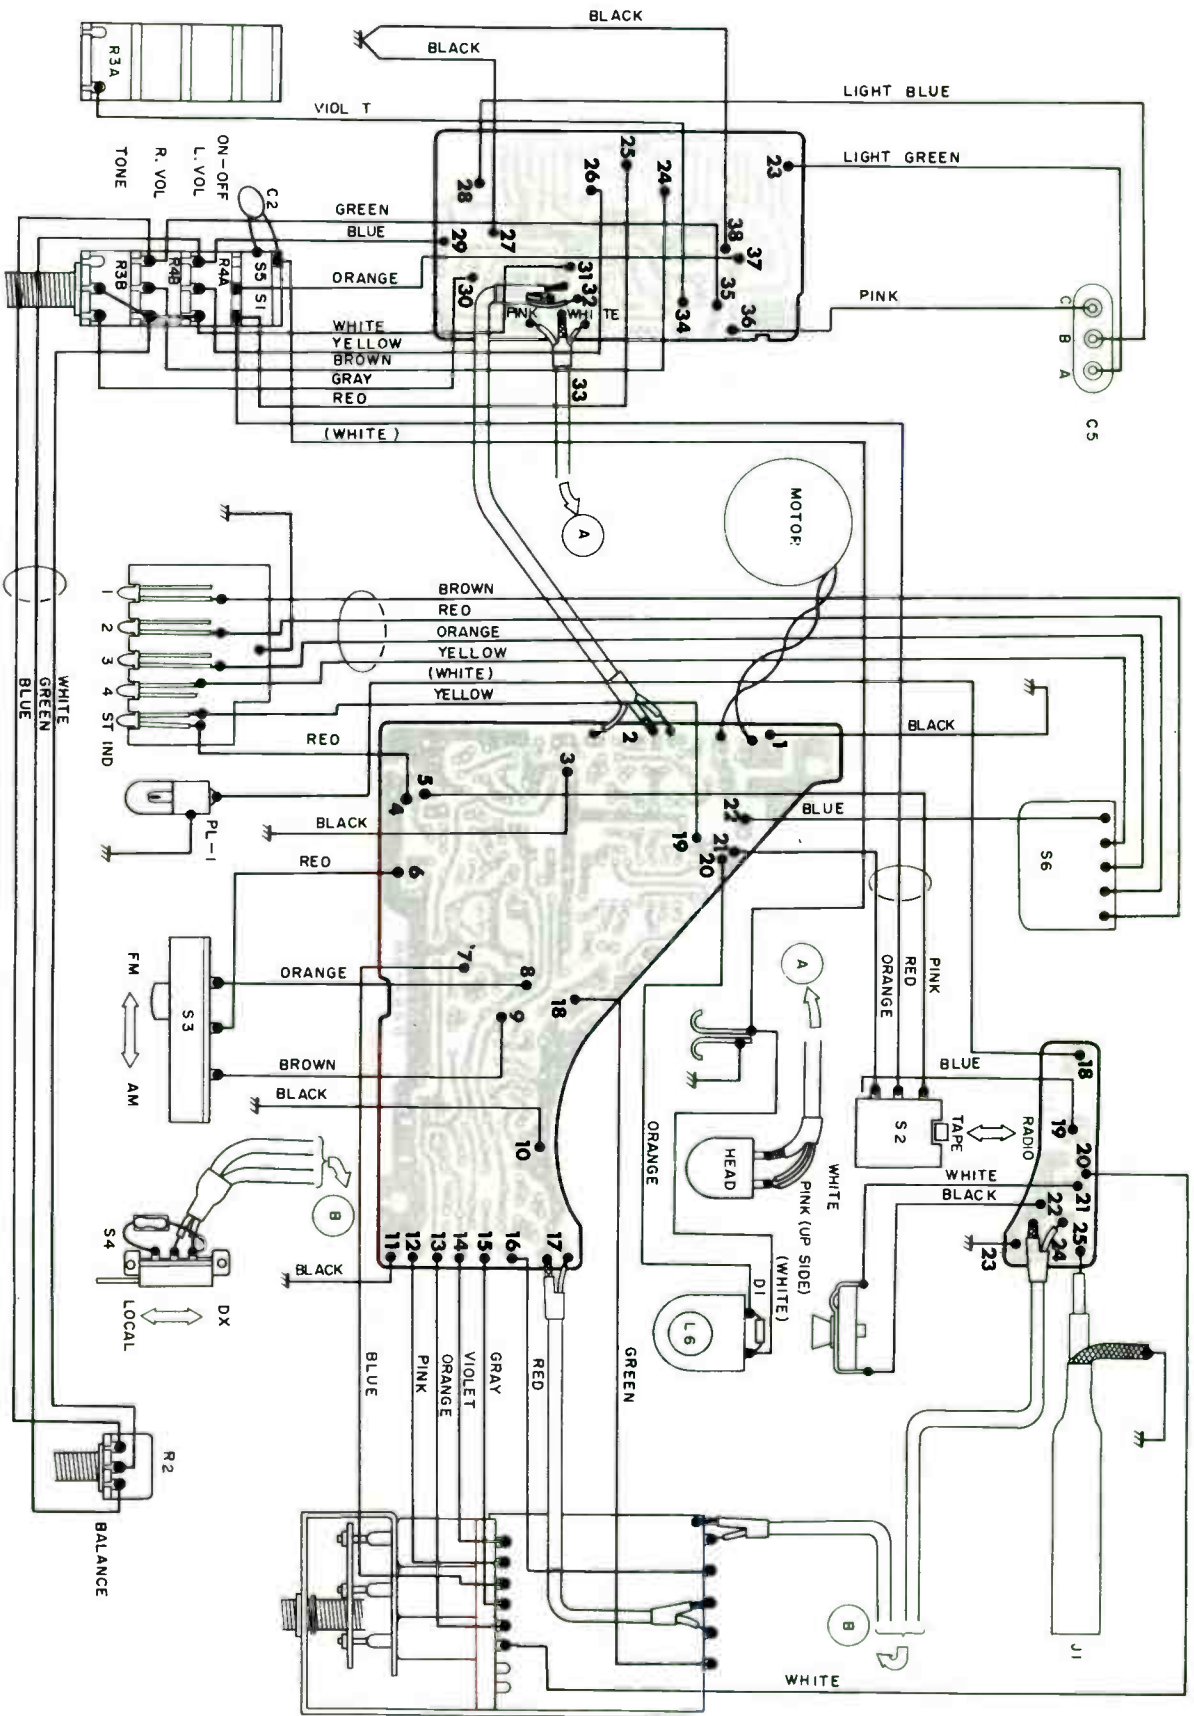 BLACK
BLACK
LIGHT BLUE
R3A
VIOL T
LIGHT GREEN
ON-OFF
L. VOL
R. VOL
TONE
C2
25
24
26
28
23
GREEN
BLUE
27
29
38
37
S5
S1
R4A
R4B
R3B
ORANGE
30
31
32
34
35
36
PINK
C
B
A
C5
PINK
WHITE
WHITE
YELLOW
BROWN
GRAY
RED
33
(WHITE)
A
MOTOR
BROWN
RED
ORANGE
YELLOW
(WHITE)
YELLOW
1
2
3
4
ST IND
WHITE
GREEN
BLUE
RED
2
1
BLACK
3
5
4
BLACK
PL-1
22
BLUE
19
21
20
S6
RED
6
7
8
18
9
FM
AM
S3
ORANGE
BROWN
BLACK
10
A
PINK
RED
ORANGE
BLUE
18
19
20
21
22
24
25
23
S2
TAPE
RADIO
ORANGE
HEAD
WHITE
PINK (UP SIDE)
(WHITE)
WHITE
BLACK
B
S4
DX
LOCAL
BLACK
11
12
13
14
15
16
17
D1
L6
BLUE
PINK
ORANGE
VIOLET
GRAY
RED
GREEN
R2
BALANCE
J1
B
WHITE